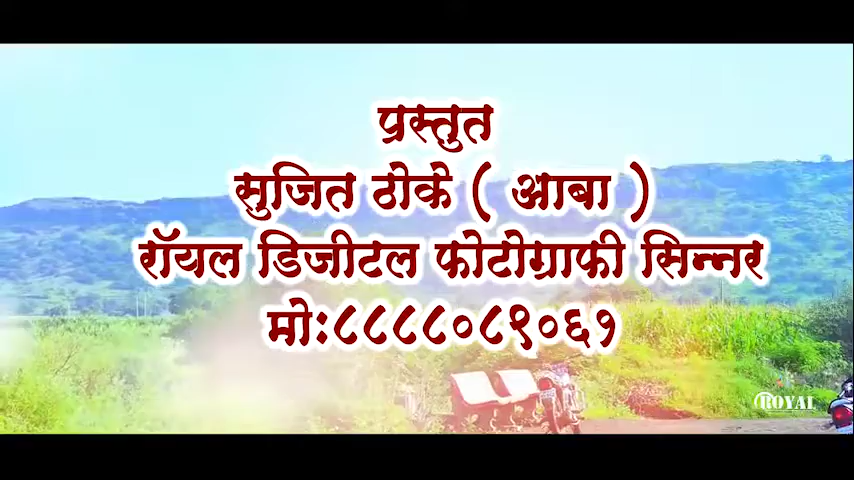 प्रस्तुत
सुजित ठोके ( आबा )
रॉयल डिजीटल फोटोग्राफी सिन्नर
मो:८८८८०८९०६१
ROYAL